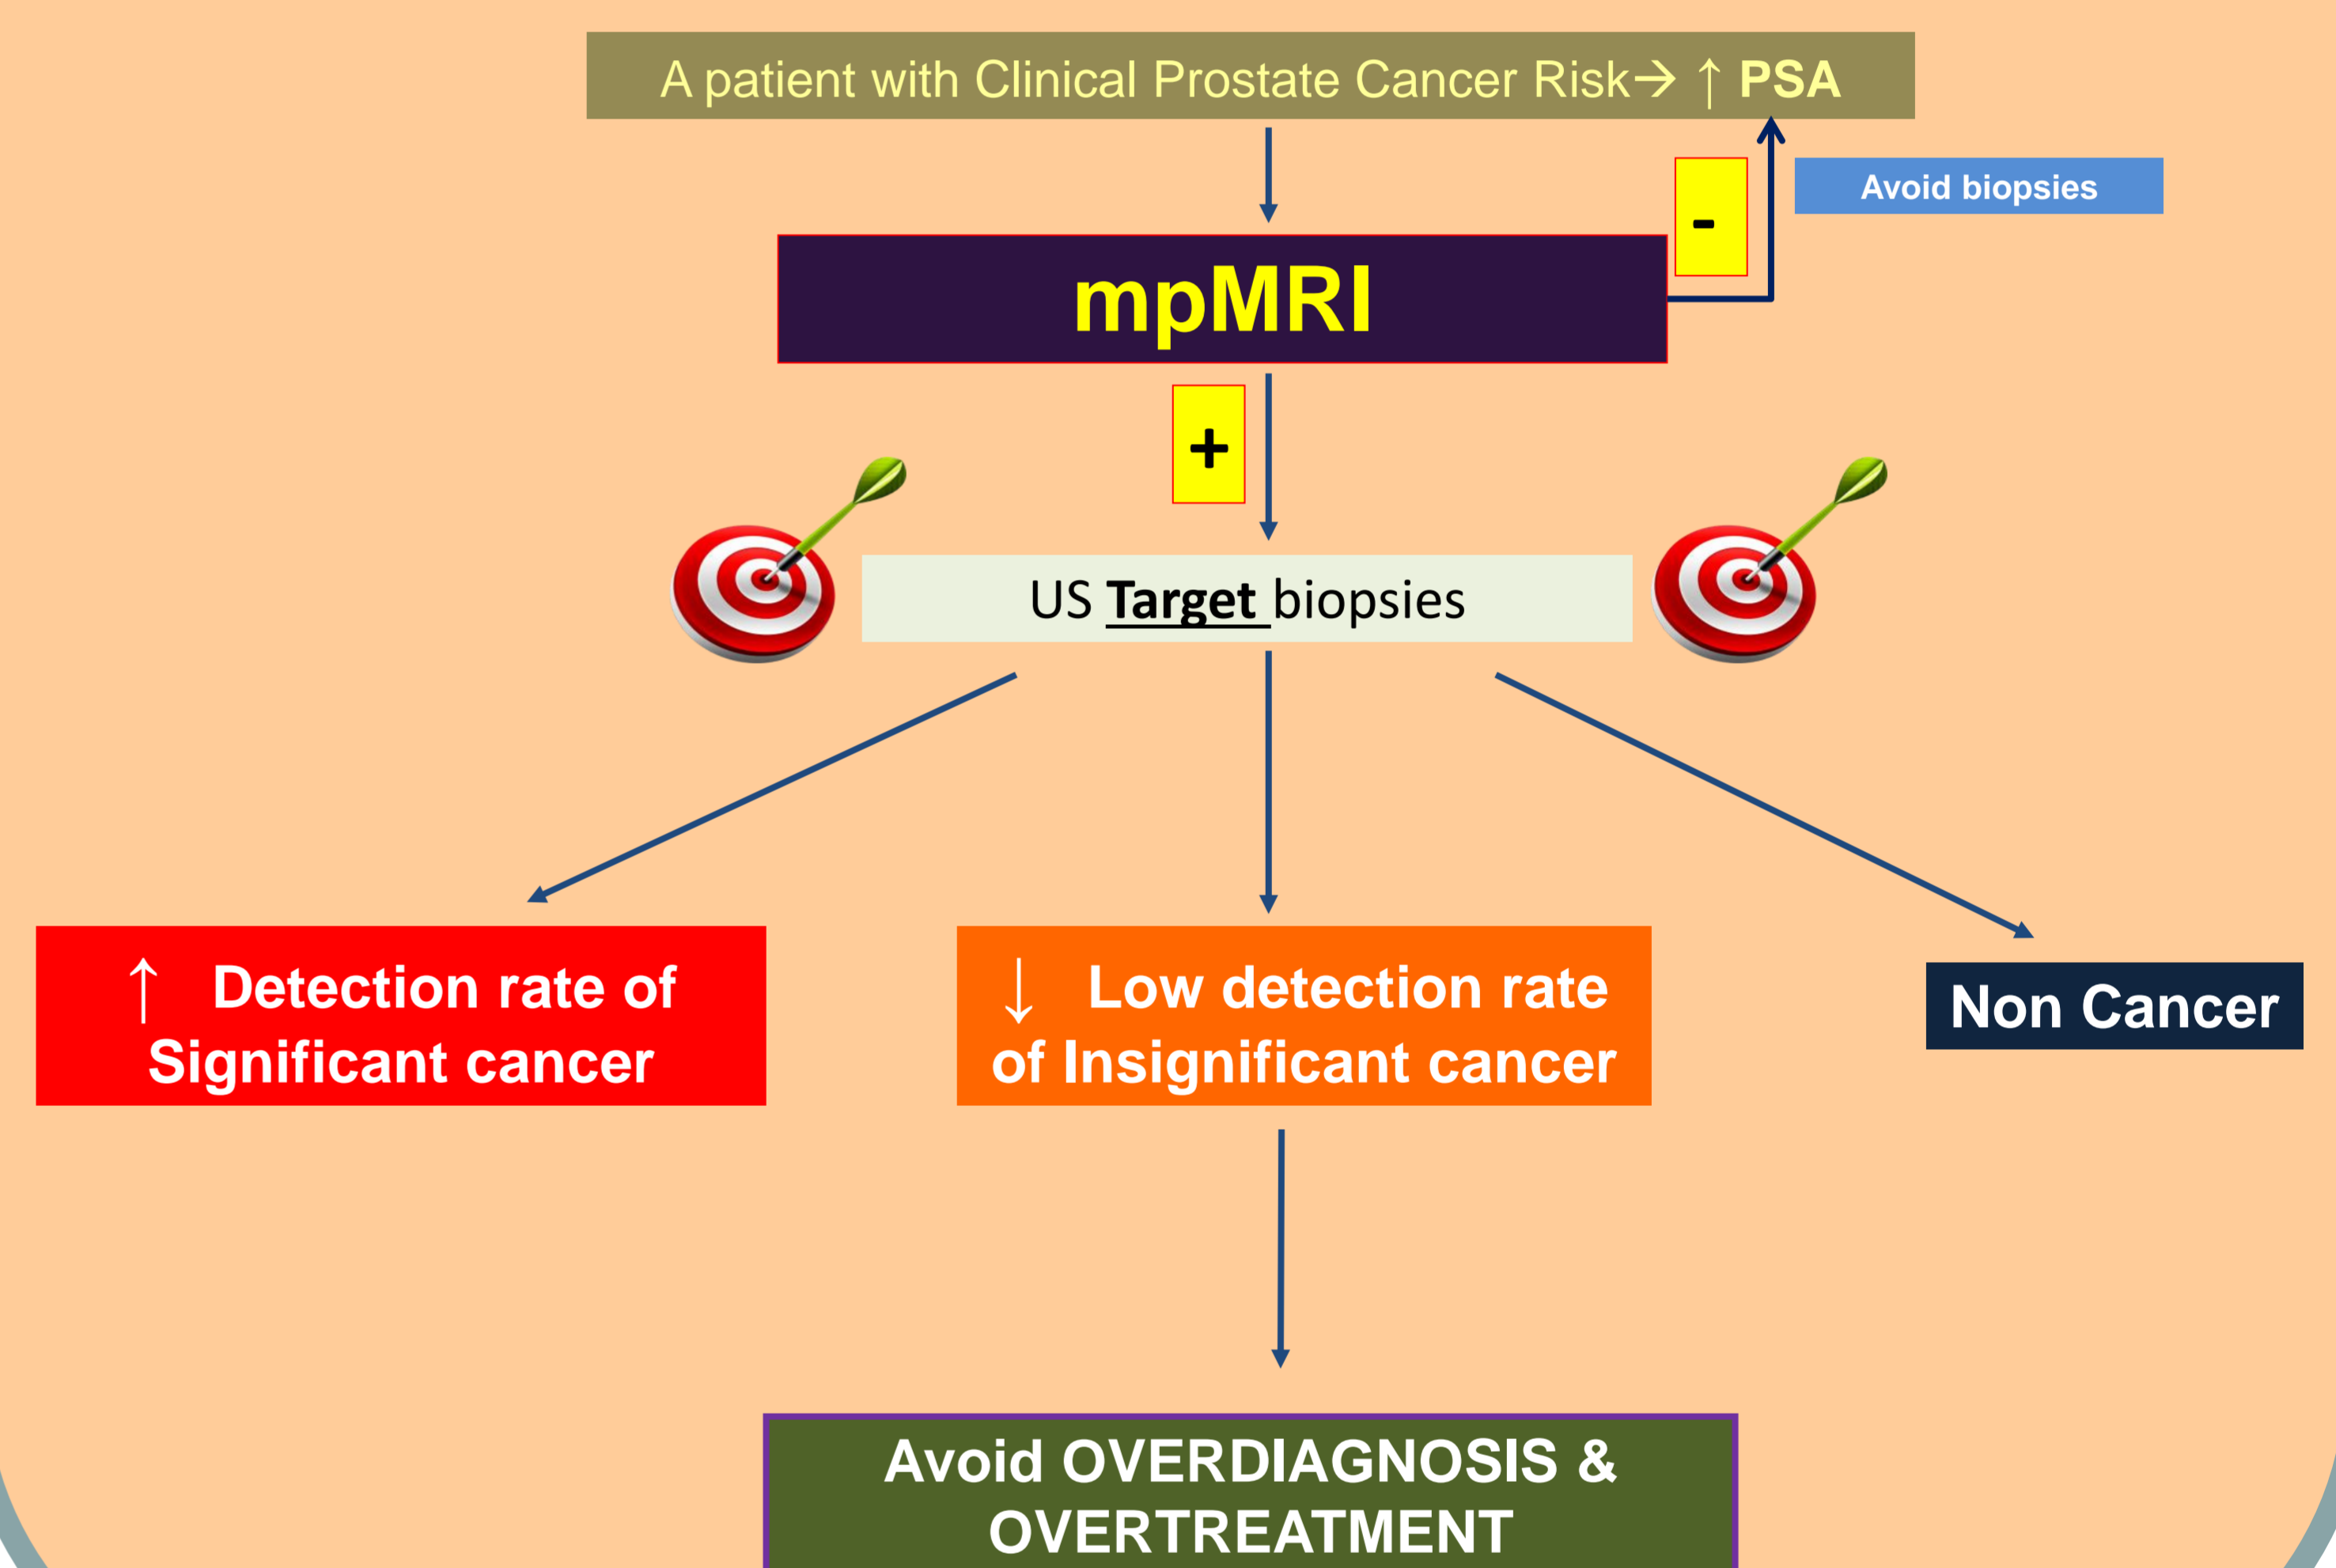 A patient with Clinical Prostate Cancer Risk→ ↑ PSA
-
Avoid biopsies
mpMRI
+
US Target biopsies
↑ Detection rate of
Significant cancer
↓ Low detection rate
of Insignificant cancer
Non Cancer
Avoid OVERDIAGNOSIS &
OVERTREATMENT